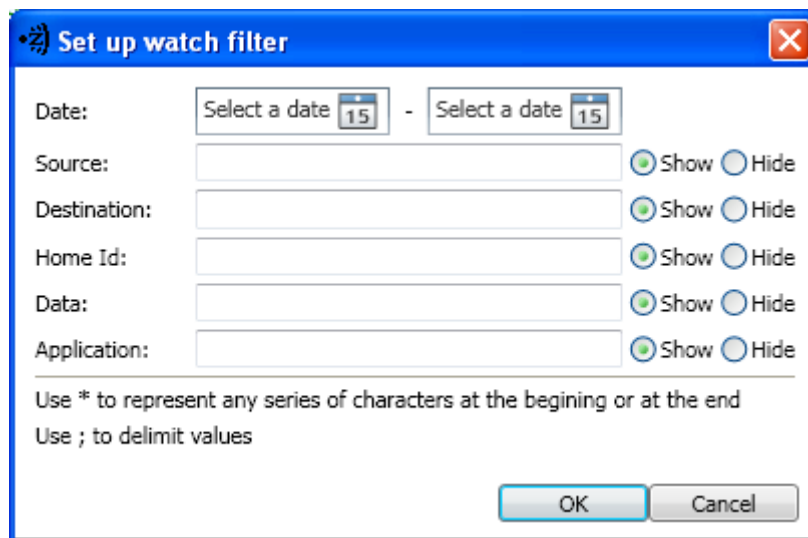 Set up watch filter
Date: Select a date 15 - Select a date 15
Source: Show Hide
Destination: Show Hide
Home Id: Show Hide
Data: Show Hide
Application: Show Hide
Use * to represent any series of characters at the begining or at the end
Use ; to delimit values
OK Cancel